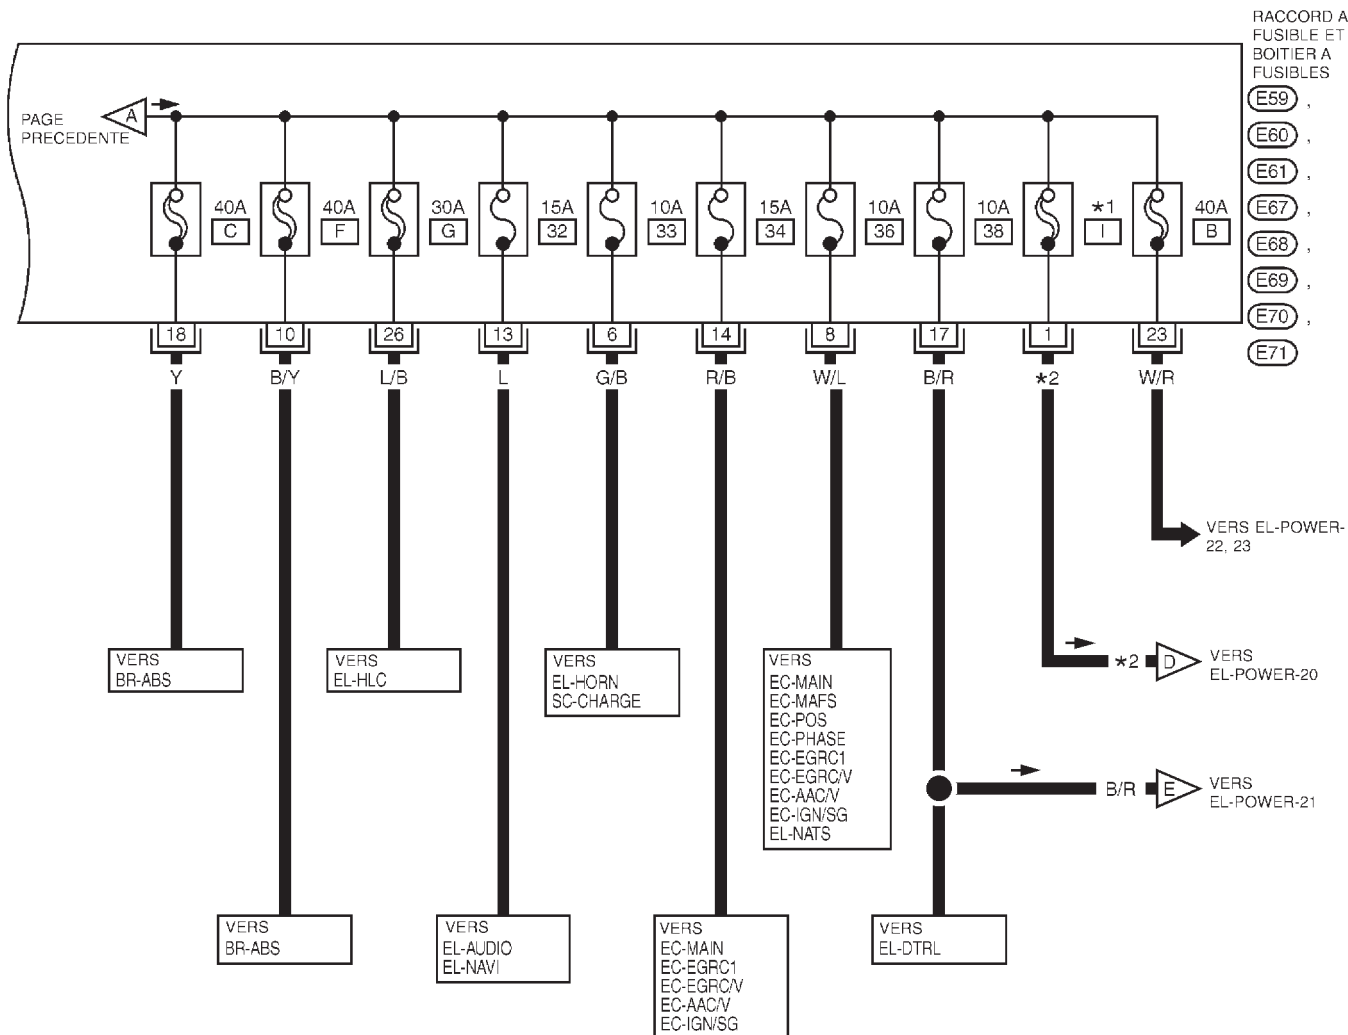 RACCORD A
FUSIBLE ET
BOITIER A
FUSIBLES
E59 ,
E60 ,
E61 ,
E67 ,
E68 ,
E69 ,
E70 ,
E71
PAGE
PRECEDENTE
A
40A
C
40A
F
30A
G
15A
32
10A
33
15A
34
10A
36
10A
38
*1
I
40A
B
18 10 26 13 6 14 8 17 1 23
Y B/Y L/B L G/B R/B W/L B/R *2 W/R
VERS EL-POWER-
22, 23
*2
D
VERS
EL-POWER-20
B/R
E
VERS
EL-POWER-21
VERS
BR-ABS
VERS
EL-HLC
VERS
EL-HORN
SC-CHARGE
VERS
EC-MAIN
EC-MAFS
EC-POS
EC-PHASE
EC-EGRC1
EC-EGRC/V
EC-AAC/V
EC-IGN/SG
EL-NATS
VERS
BR-ABS
VERS
EL-AUDIO
EL-NAVI
VERS
EC-MAIN
EC-EGRC1
EC-EGRC/V
EC-AAC/V
EC-IGN/SG
VERS
EL-DTRL